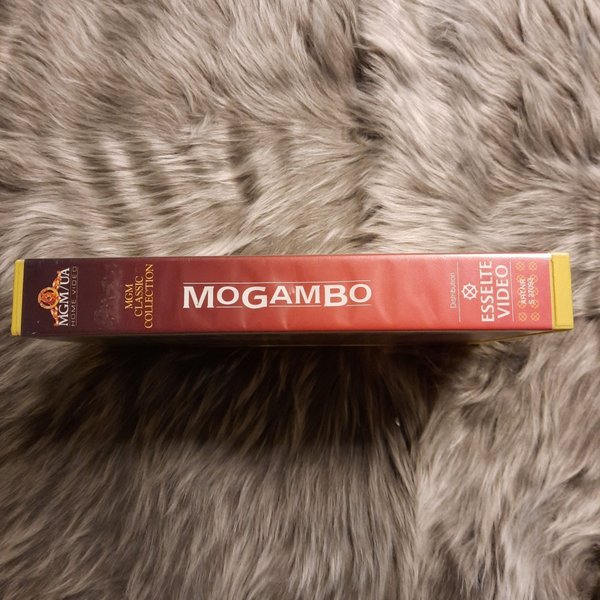 MGM/UA
HOME VIDEO
MGM
CLASSIC
COLLECTION
MOGAMBO
Distribution
ESSELTE
VIDEO